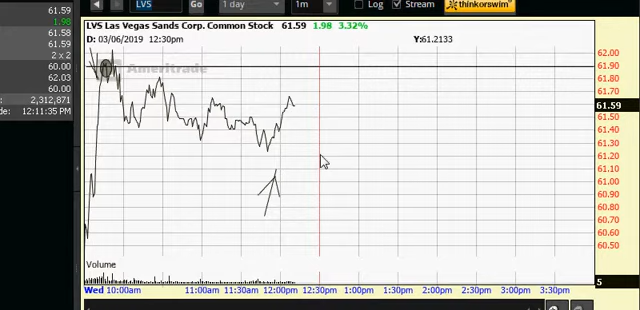 61.59
1.98
61.58
61.59
2 x 2
60.00
62.03
60.00
2,312,871
de: 12:11:35PM
LVS
Go
1 day
1m
Log
Stream
thinkorswim
LVS Las Vegas Sands Corp. Common Stock 61.59 1.98 3.32%
D: 03/06/2019 12:30pm Y:61.2133
Ameritrade
62.00
61.90
61.80
61.70
61.59
61.50
61.40
61.30
61.20
61.10
61.00
60.90
60.80
60.70
60.60
60.50
Volume
5
Wed 10:00am 11:00am 11:30am 12:00pm 12:30pm 1:00pm 1:30pm 2:00pm 2:30pm 3:00pm 3:30pm